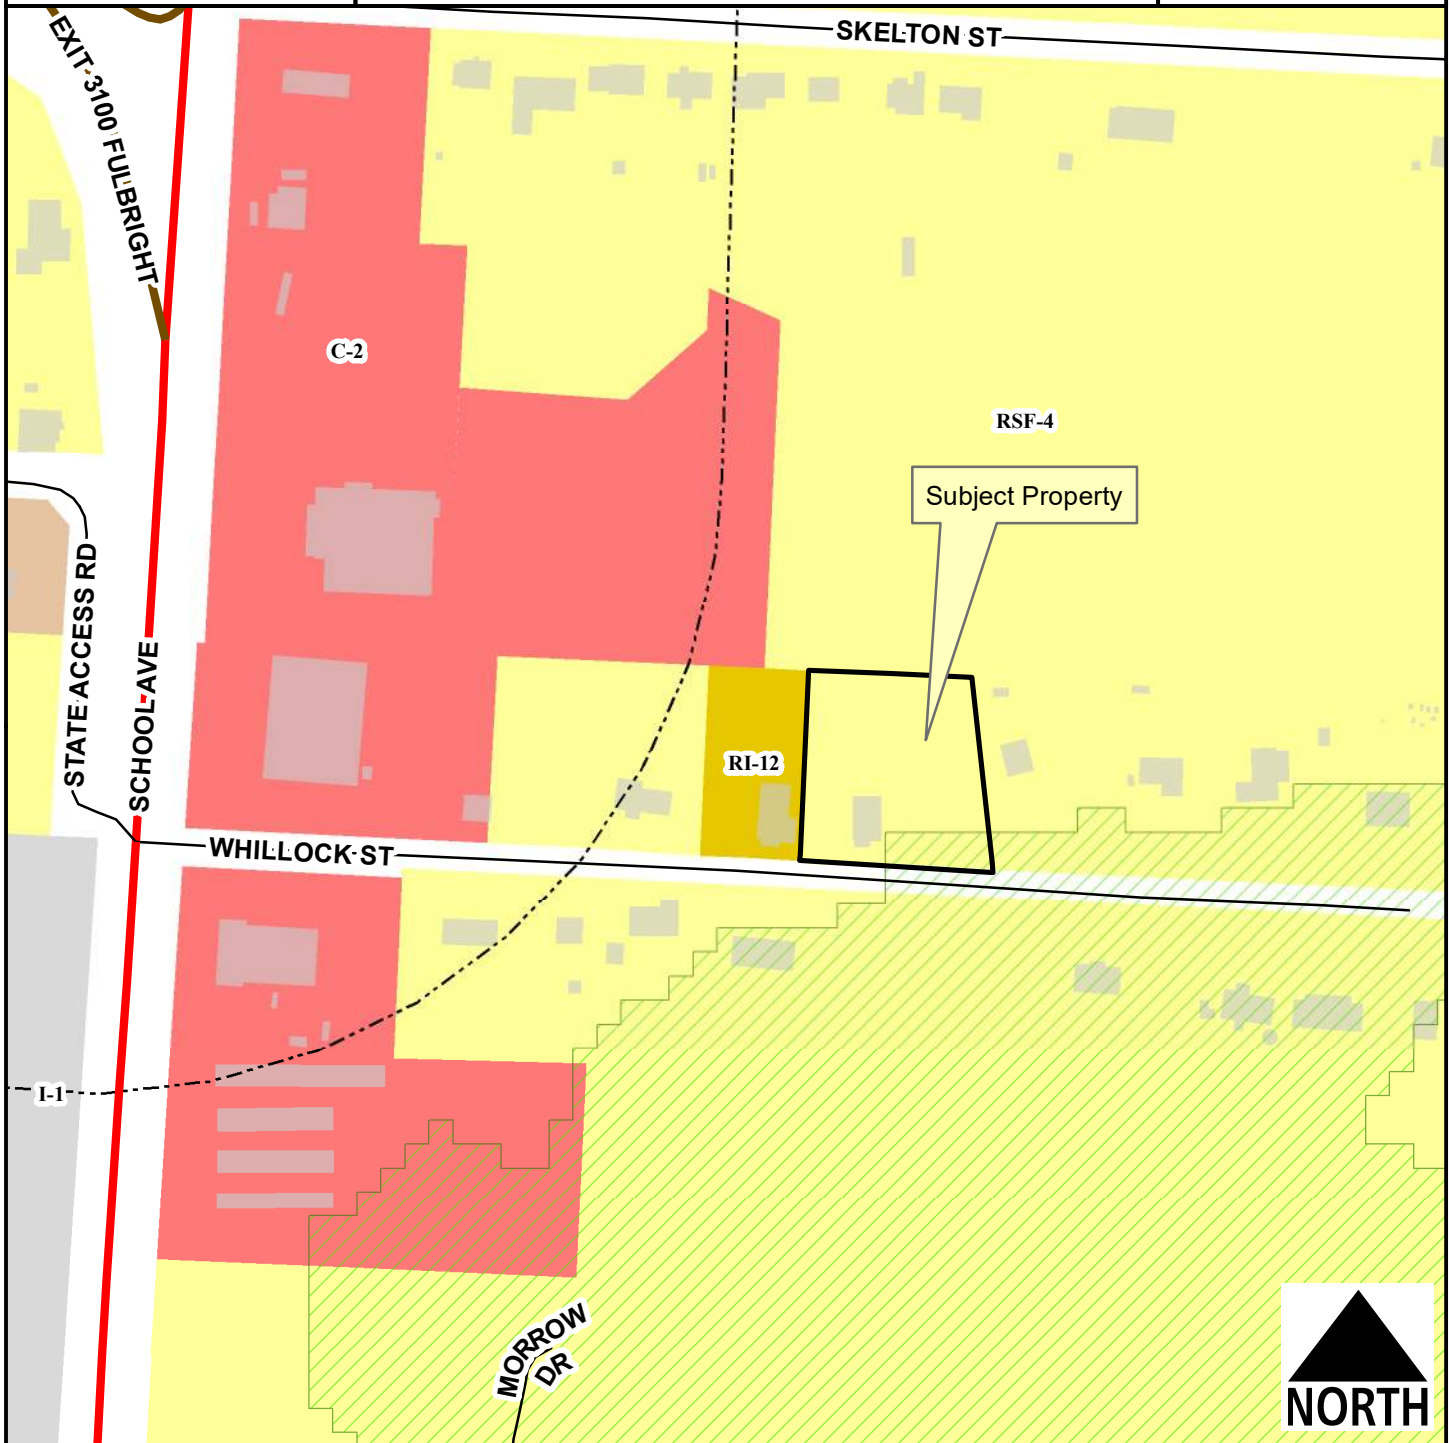 SKELTON ST
EXIT 3100 FULBRIGHT
C-2
RSF-4
Subject Property
STATE ACCESS RD
SCHOOL AVE
RI-12
WHILLOCK ST
I-1
MORROW
DR
NORTH